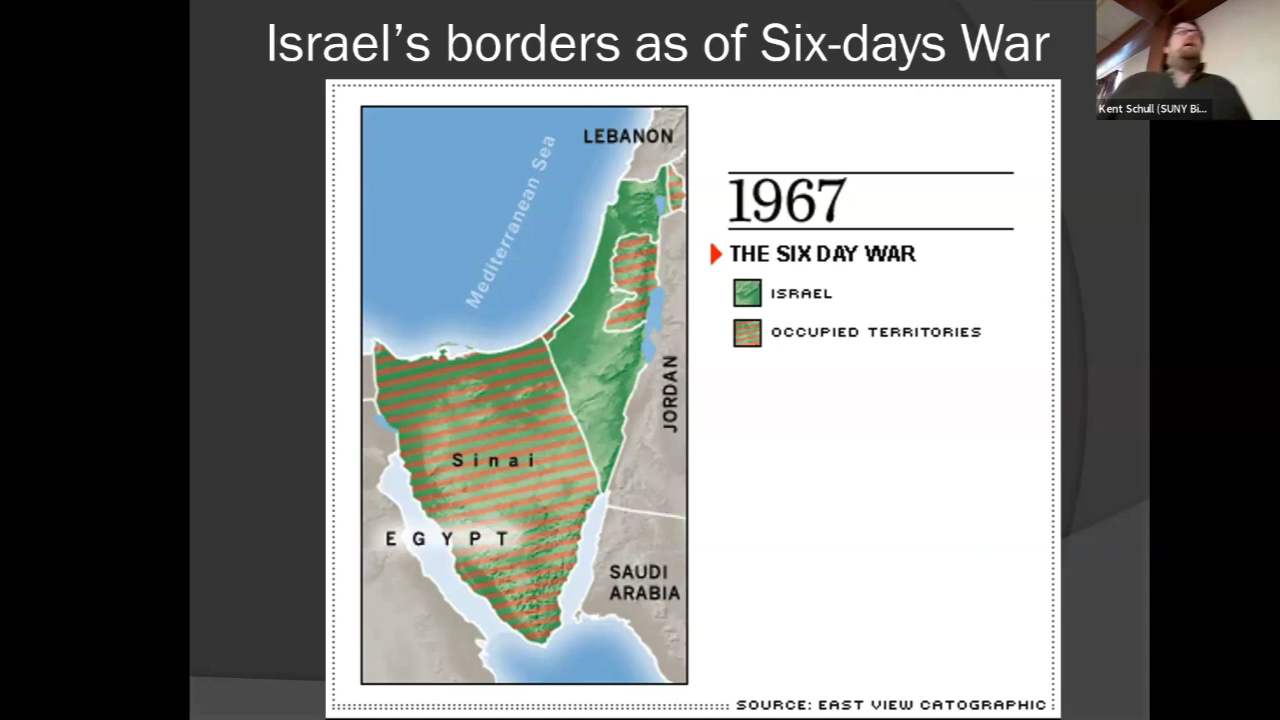 Israel's borders as of Six-days War
Kent Schull (SUNY Bi...
LEBANON
Mediterranean Sea
JORDAN
Sinai
EGYPT
SAUDI
ARABIA
1967
THE SIX DAY WAR
ISRAEL
OCCUPIED TERRITORIES
SOURCE: EAST VIEW CATOGRAPHIC